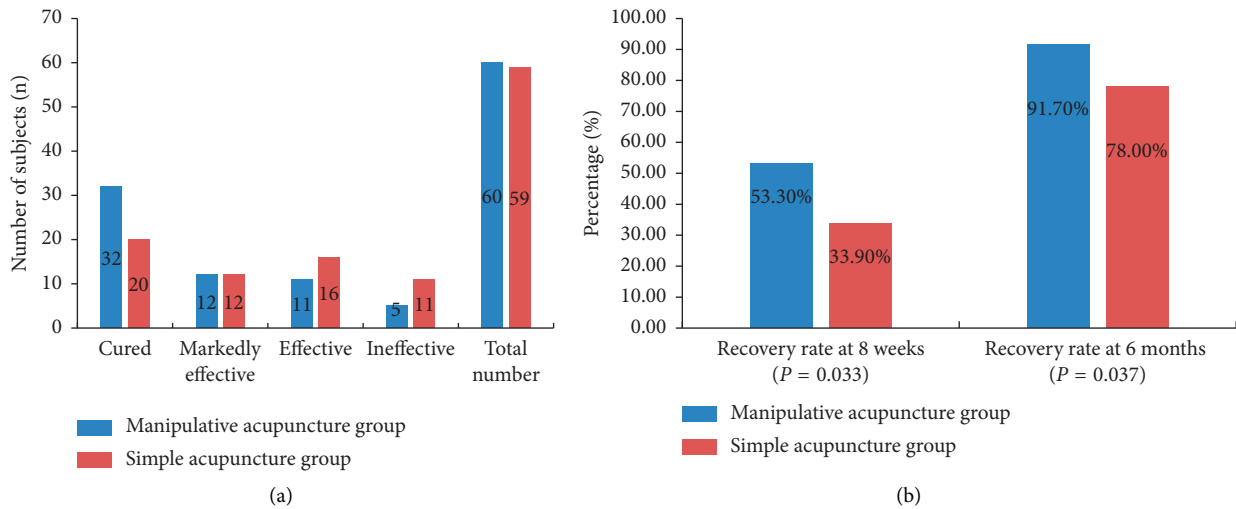 Number of subjects (n)
70
60
50
40
30
20
10
0
32
20
12
12
11
16
5
11
60
59
Cured
Markedly
effective
Effective
Ineffective
Total
number
Manipulative acupuncture group
Simple acupuncture group
(a)
Percentage (%)
100.00
90.00
80.00
70.00
60.00
50.00
40.00
30.00
20.00
10.00
0.00
53.30%
33.90%
91.70%
78.00%
Recovery rate at 8 weeks
(P = 0.033)
Recovery rate at 6 months
(P = 0.037)
Manipulative acupuncture group
Simple acupuncture group
(b)